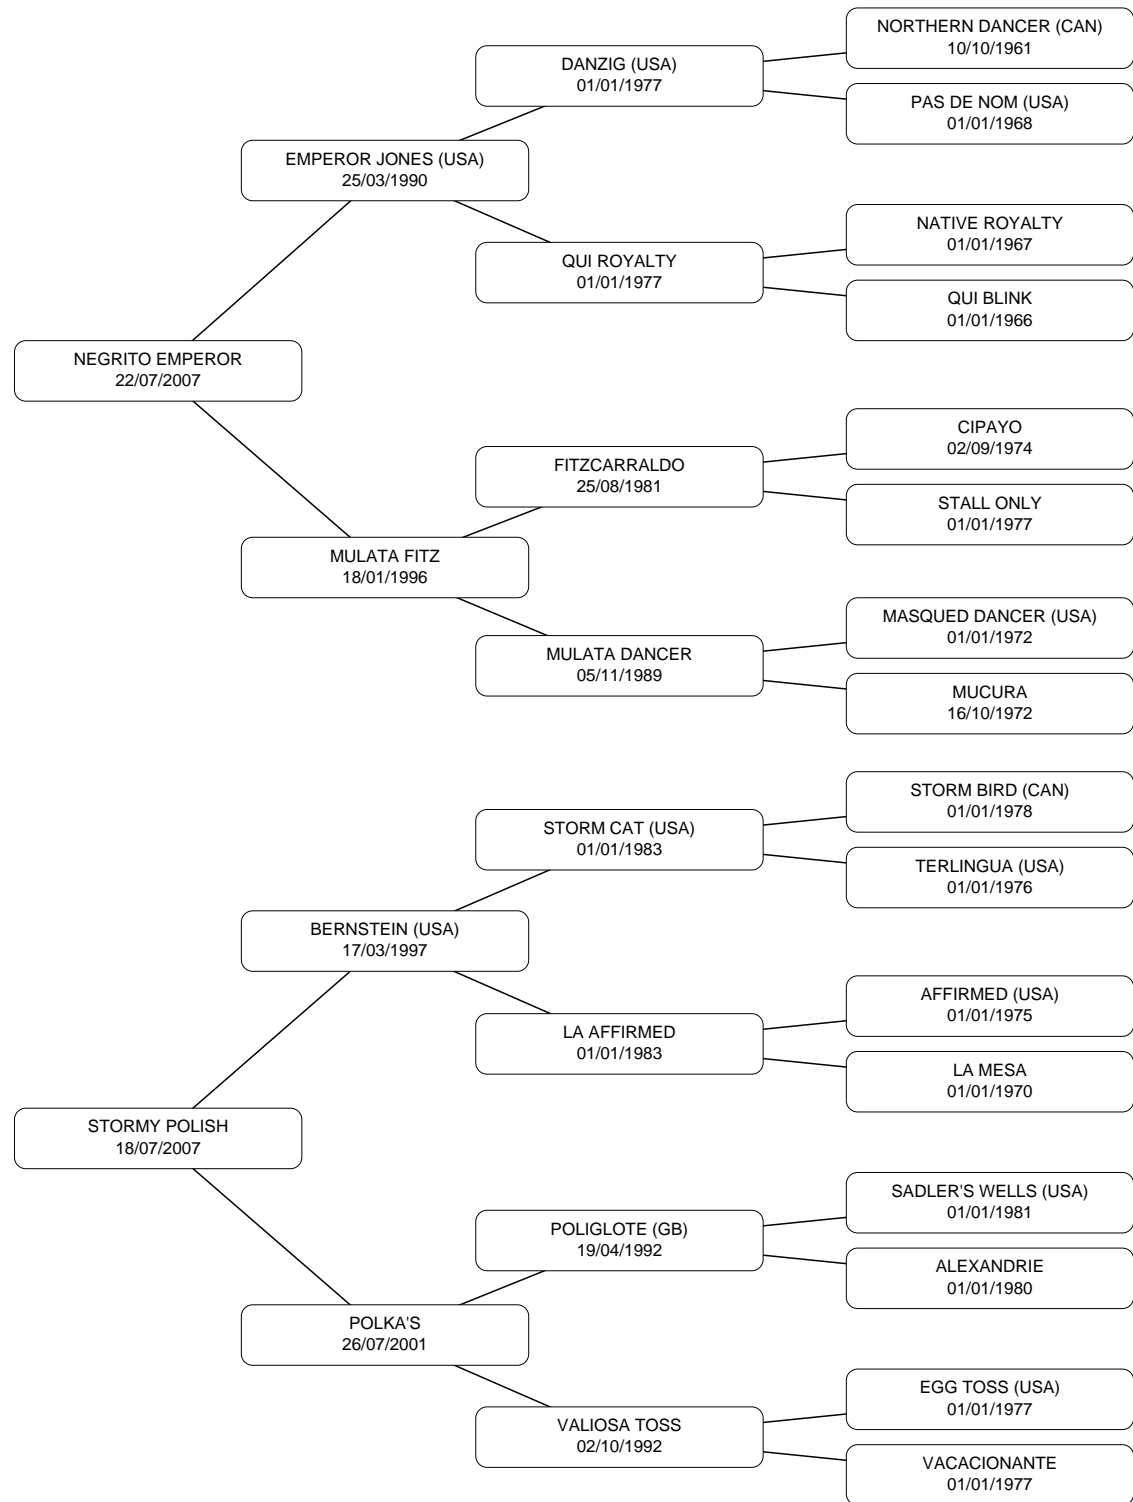 NORTHERN DANCER (CAN)
10/10/1961
DANZIG (USA)
01/01/1977
PAS DE NOM (USA)
01/01/1968
EMPEROR JONES (USA)
25/03/1990
NATIVE ROYALTY
01/01/1967
QUI ROYALTY
01/01/1977
QUI BLINK
01/01/1966
NEGRITO EMPEROR
22/07/2007
CIPAYO
02/09/1974
FITZCARRALDO
25/08/1981
STALL ONLY
01/01/1977
MULATA FITZ
18/01/1996
MASQUED DANCER (USA)
01/01/1972
MULATA DANCER
05/11/1989
MUCURA
16/10/1972
STORM BIRD (CAN)
01/01/1978
STORM CAT (USA)
01/01/1983
TERLINGUA (USA)
01/01/1976
BERNSTEIN (USA)
17/03/1997
AFFIRMED (USA)
01/01/1975
LA AFFIRMED
01/01/1983
LA MESA
01/01/1970
STORMY POLISH
18/07/2007
SADLER'S WELLS (USA)
01/01/1981
POLIGLOTE (GB)
19/04/1992
ALEXANDRIE
01/01/1980
POLKA'S
26/07/2001
EGG TOSS (USA)
01/01/1977
VALIOSA TOSS
02/10/1992
VACACIONANTE
01/01/1977